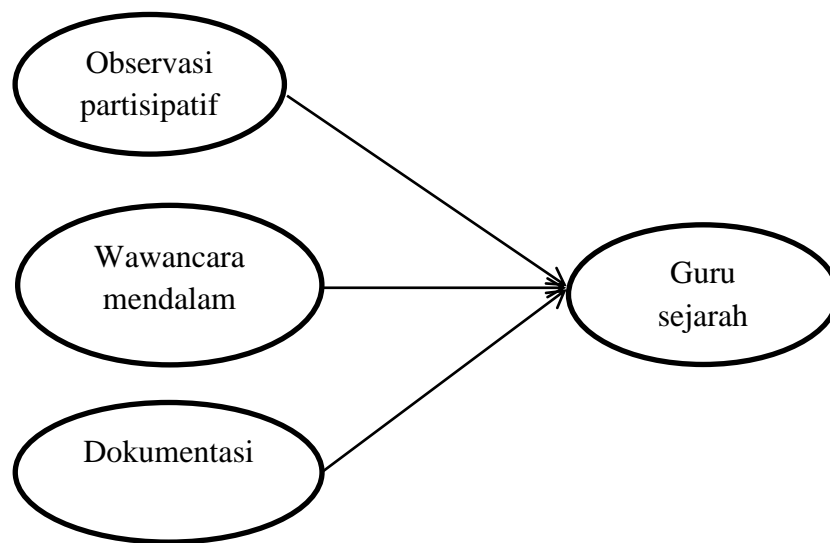 Observasi
partisipatif
Wawancara
mendalam
Guru
sejarah
Dokumentasi